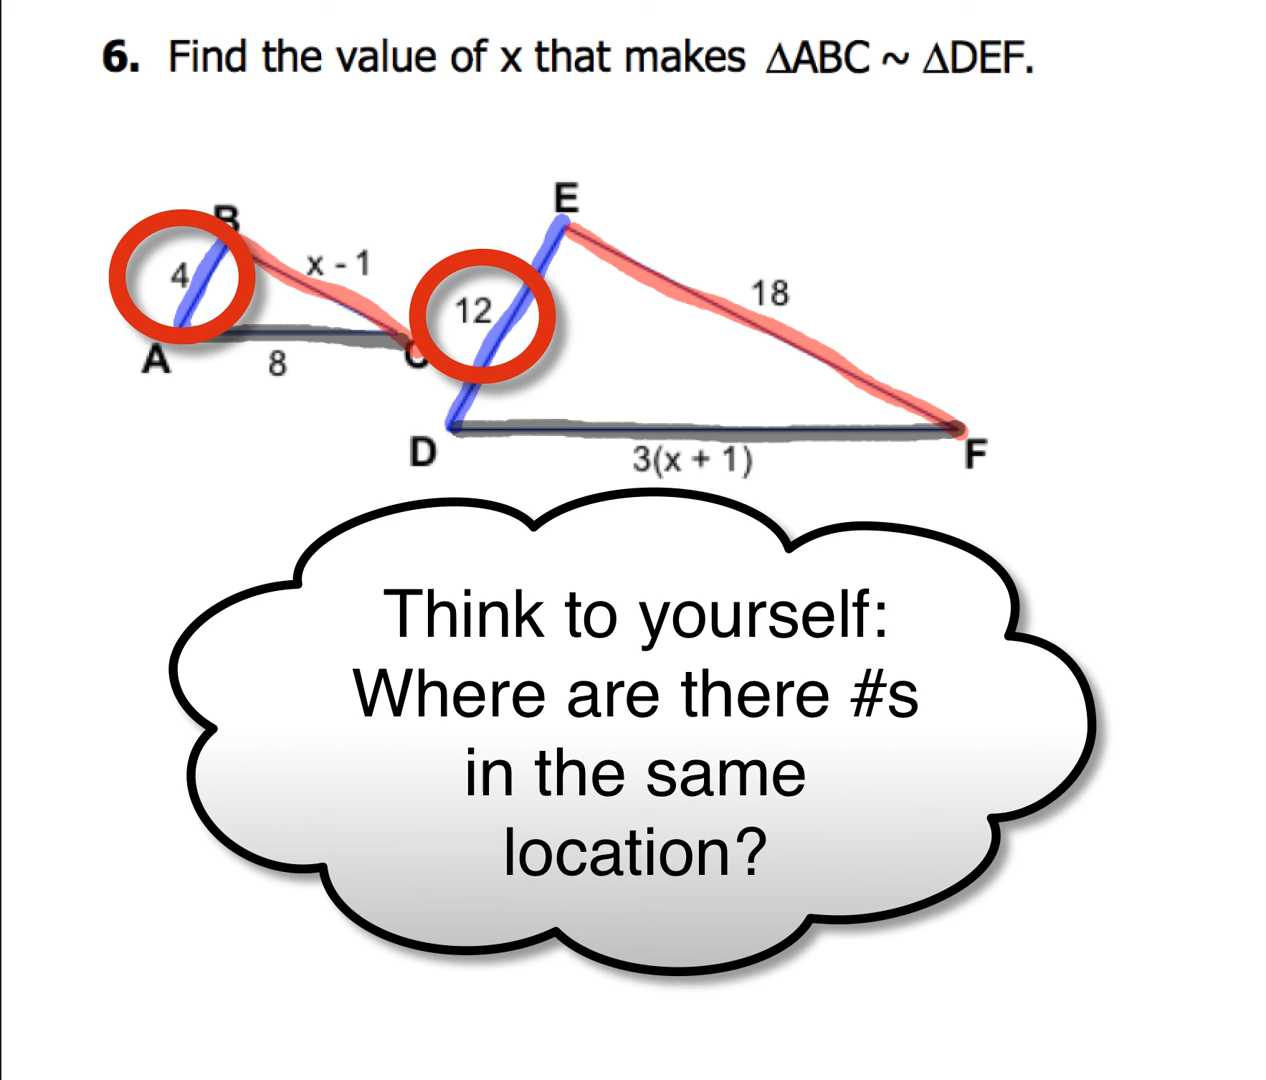 6. Find the value of x that makes ΔABC ~ ΔDEF.
E
B
4
x - 1
12
18
A
8
C
D
3(x + 1)
F
Think to yourself:
Where are there #s
in the same
location?